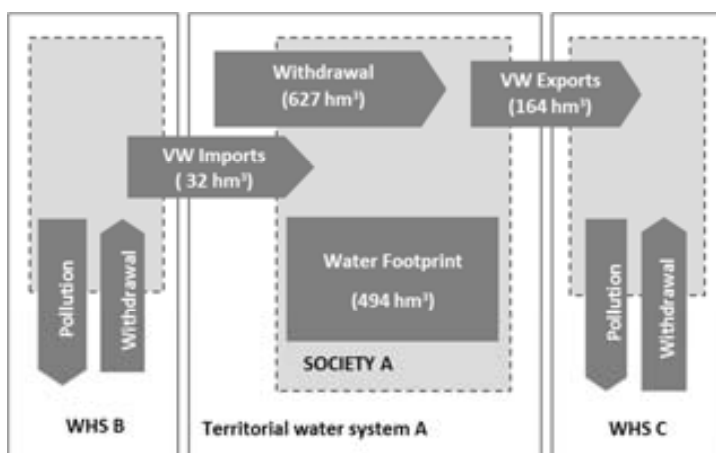 Withdrawal
(627 hm³)
VW Exports
(164 hm³)
VW Imports
( 32 hm³)
Water Footprint
(494 hm³)
Pollution
Withdrawal
Pollution
Withdrawal
SOCIETY A
WHS B
Territorial water system A
WHS C